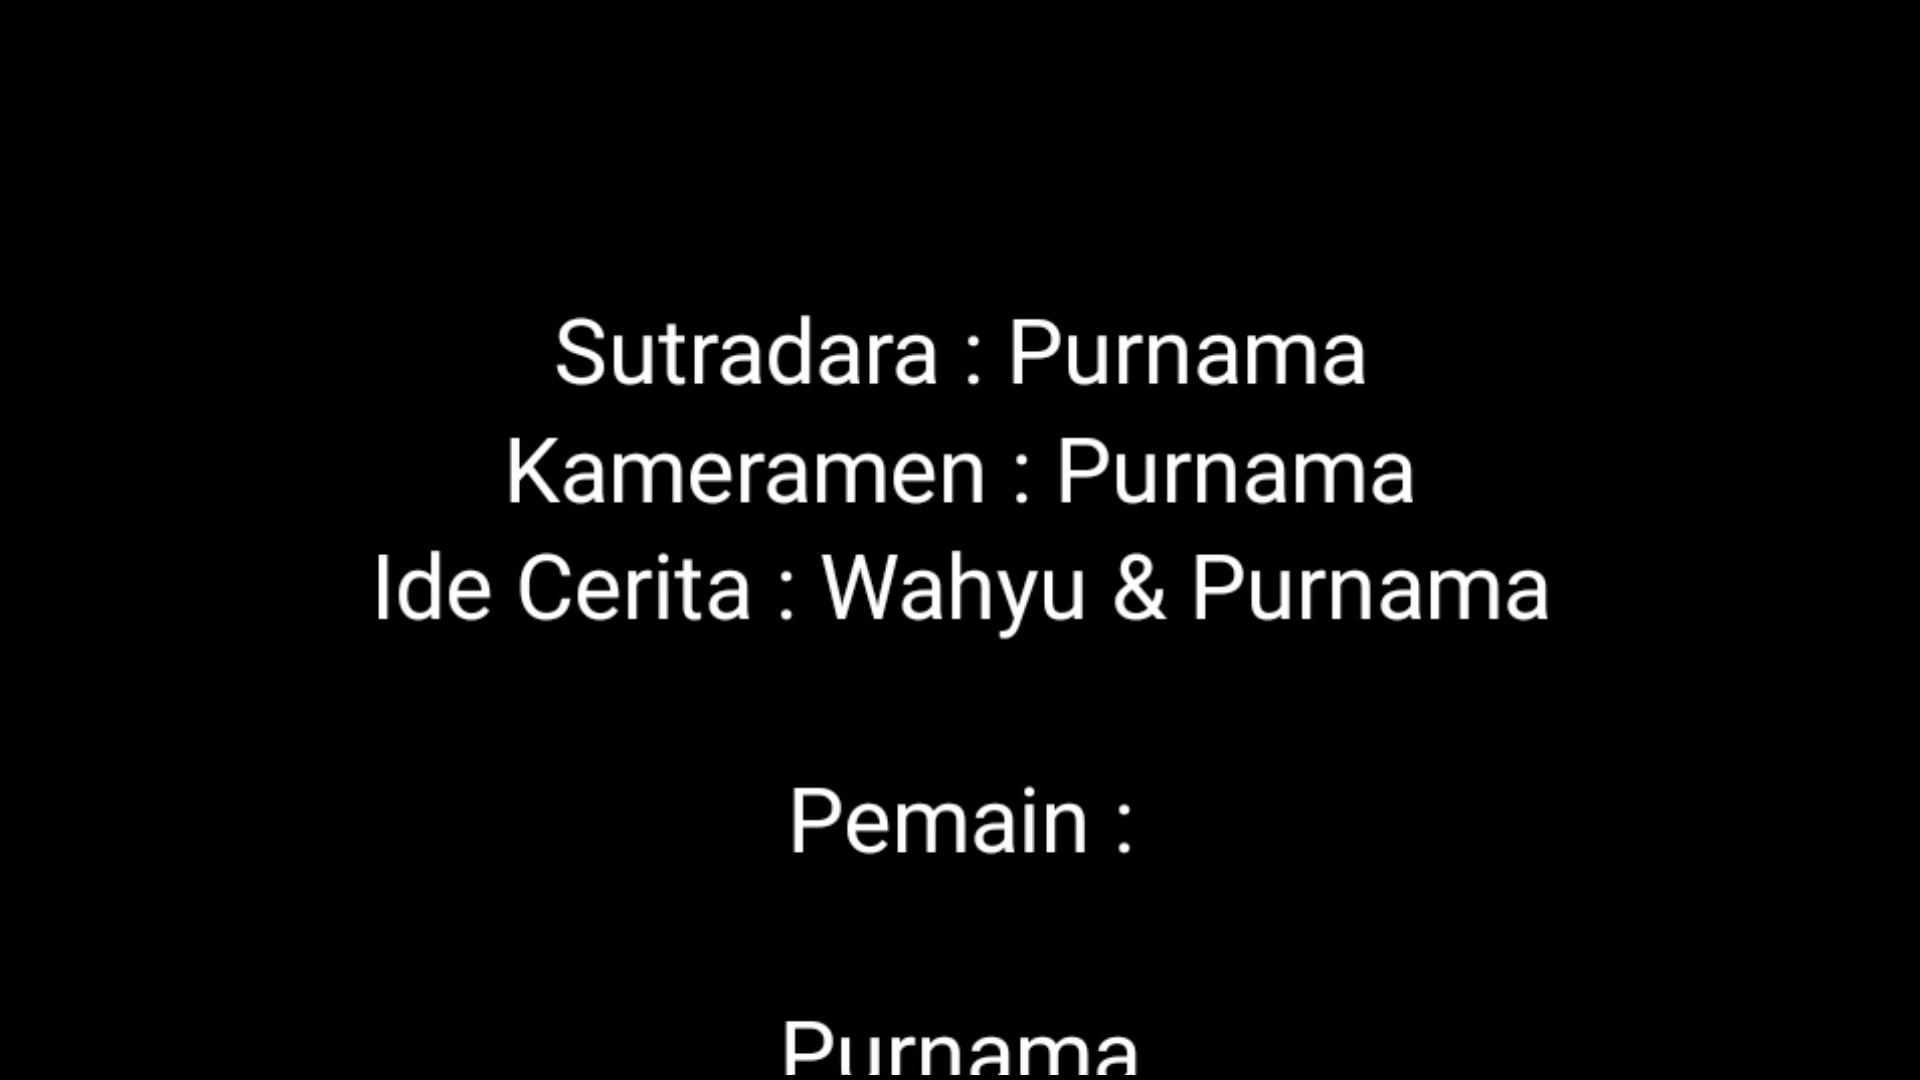 Sutradara : Purnama
Kameramen : Purnama
Ide Cerita : Wahyu & Purnama
Pemain :
Purnama